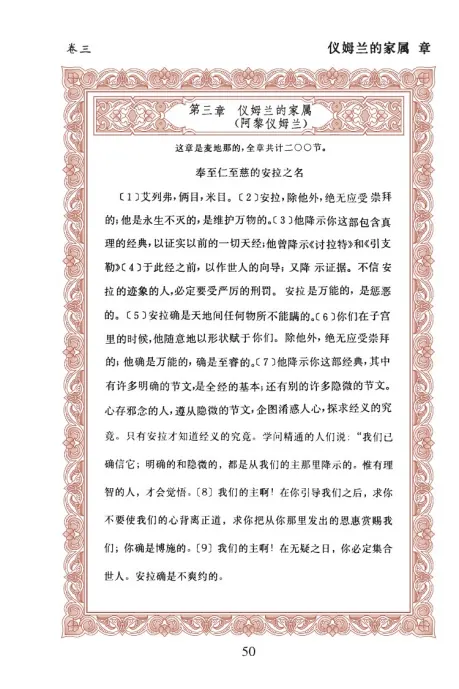 卷三
仪姆兰的家属 章
第三章 仪姆兰的家属
(阿黎仪姆兰)
这章是麦地那的,全章共计二〇〇节。
奉至仁至慈的安拉之名
〔1〕艾列弗,俩目,米目。〔2〕安拉,除他外,绝无应受崇拜
的;他是永生不灭的,是维护万物的。〔3〕他降示你这部包含真
理的经典,以证实以前的一切天经;他曾降示《讨拉特》和《引支
勒》〔4〕于此经之前,以作世人的向导;又降 示证据。不信安
拉的迹象的人,必定要受严厉的刑罚。安拉是万能的,是惩恶
的。〔5〕安拉确是天地间任何物所不能瞒的。〔6〕你们在子宫
里的时候,他随意地以形状赋于你们。除他外,绝无应受崇拜
的;他确是万能的,确是至睿的。〔7〕他降示你这部经典,其中
有许多明确的节文,是全经的基本;还有别的许多隐微的节文。
心存邪念的人,遵从隐微的节文,企图淆惑人心,探求经义的究
竟。只有安拉才知道经义的究竟。学问精通的人们说:“我们已
确信它;明确的和隐微的,都是从我们的主那里降示的。惟有理
智的人,才会觉悟。〔8〕我们的主啊!在你引导我们之后,求你
不要使我们的心背离正道,求你把从你那里发出的恩惠赏赐我
们;你确是博施的。〔9〕我们的主啊!在无疑之日,你必定集合
世人。安拉确是不爽约的。
50